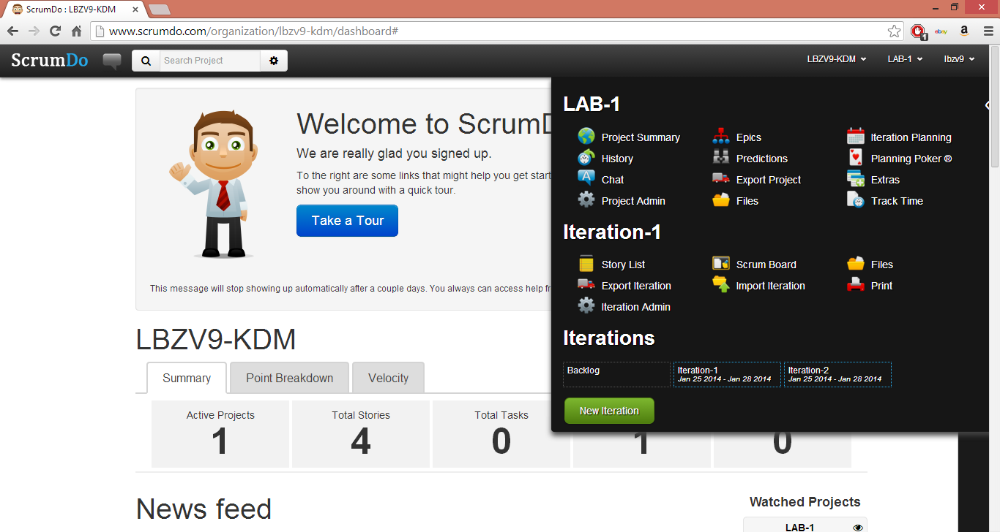 ScrumDo : LBZV9-KDM
www.scrumdo.com/organization/lbzv9-kdm/dashboard#
1
ebay
a
ScrumDo
Search Project
LBZV9-KDM
LAB-1
lbzv9
Welcome to ScrumD
We are really glad you signed up.
To the right are some links that might help you get start
show you around with a quick tour.
Take a Tour
This message will stop showing up automatically after a couple days. You always can access help fr
LAB-1
Project Summary
Epics
Iteration Planning
History
Predictions
Planning Poker ®
Chat
Export Project
Extras
Project Admin
Files
Track Time
Iteration-1
Story List
Scrum Board
Files
Export Iteration
Import Iteration
Print
Iteration Admin
Iterations
Backlog
Iteration-1
Jan 25 2014 - Jan 28 2014
Iteration-2
Jan 25 2014 - Jan 28 2014
New Iteration
LBZV9-KDM
Summary
Point Breakdown
Velocity
Active Projects
1
Total Stories
4
Total Tasks
0
1
0
News feed
Watched Projects
LAB-1